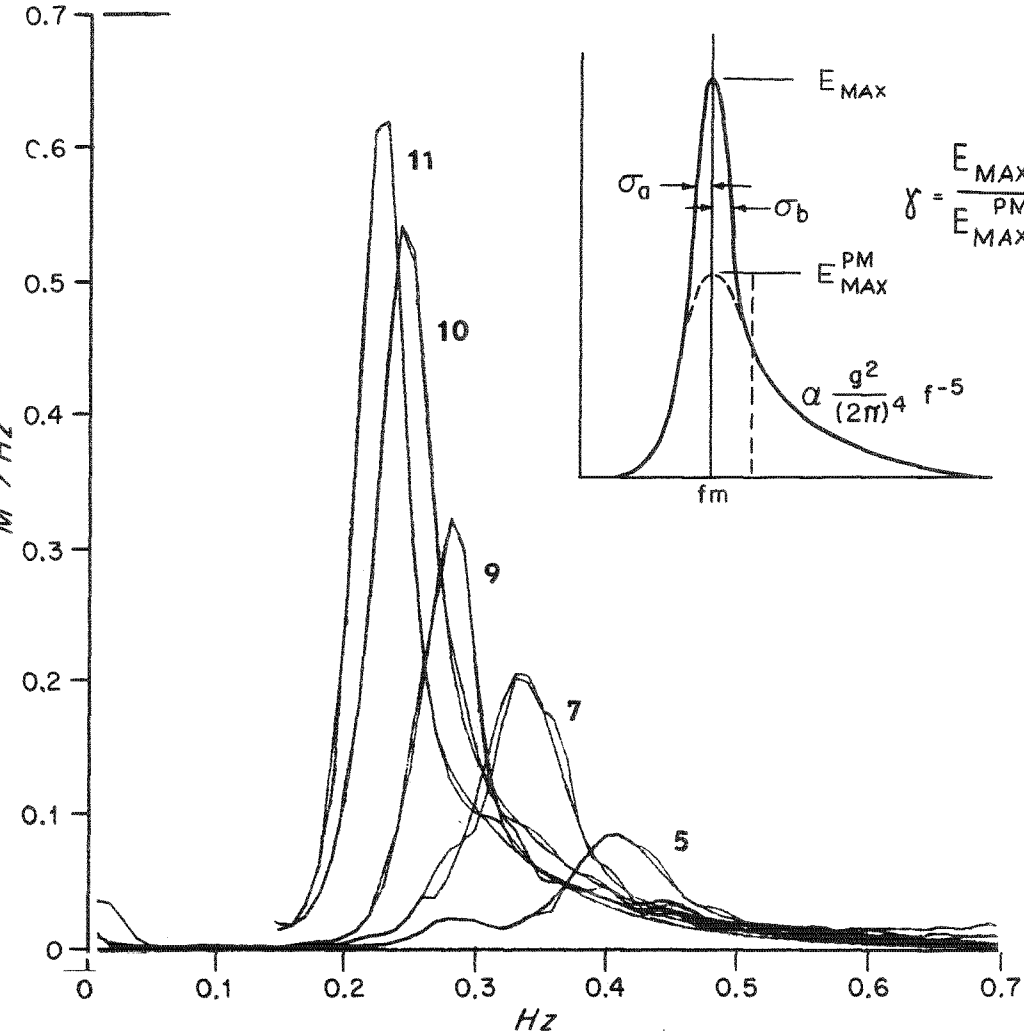 0.7
0.6
0.5
0.4
0.3
0.2
0.1
0
M²/Hz
0 0.1 0.2 0.3 0.4 0.5 0.6 0.7
Hz
11
10
9
7
5
E MAX
σa
σb
E PM MAX
γ = E MAX / E PM MAX
α g² / (2π)⁴ f⁻⁵
fm